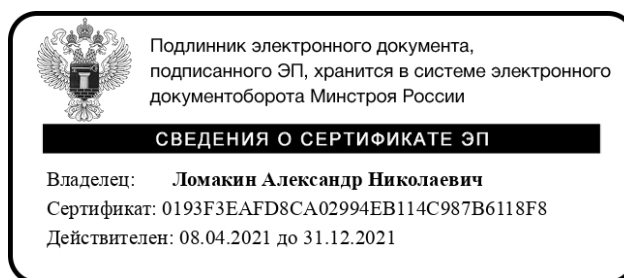 Подлинник электронного документа,
подписанного ЭП, хранится в системе электронного
документоборота Минстроя России
СВЕДЕНИЯ О СЕРТИФИКАТЕ ЭП
Владелец: Ломакин Александр Николаевич
Сертификат: 0193F3EAFD8CA02994EB114C987B6118F8
Действителен: 08.04.2021 до 31.12.2021